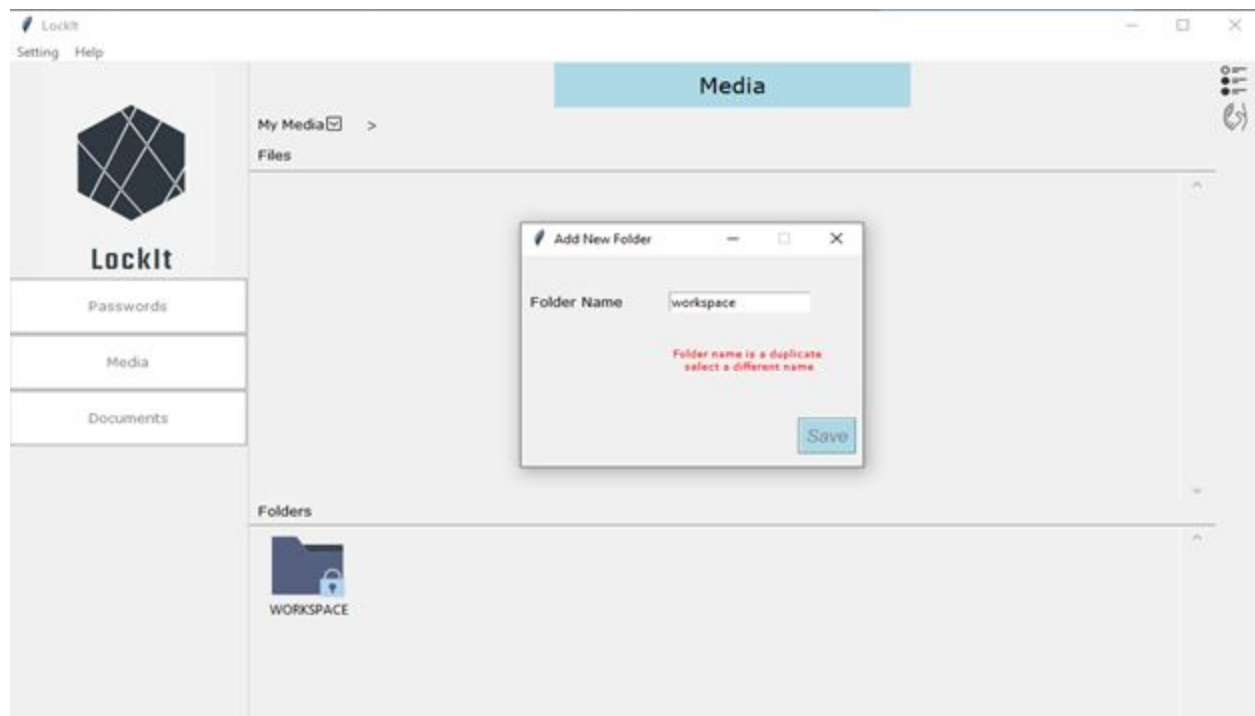 LockIt
Setting Help
Media
My Media >
Files
LockIt
Passwords
Media
Documents
Add New Folder
Folder Name workspace
Folder name is a duplicate
select a different name
Save
Folders
WORKSPACE